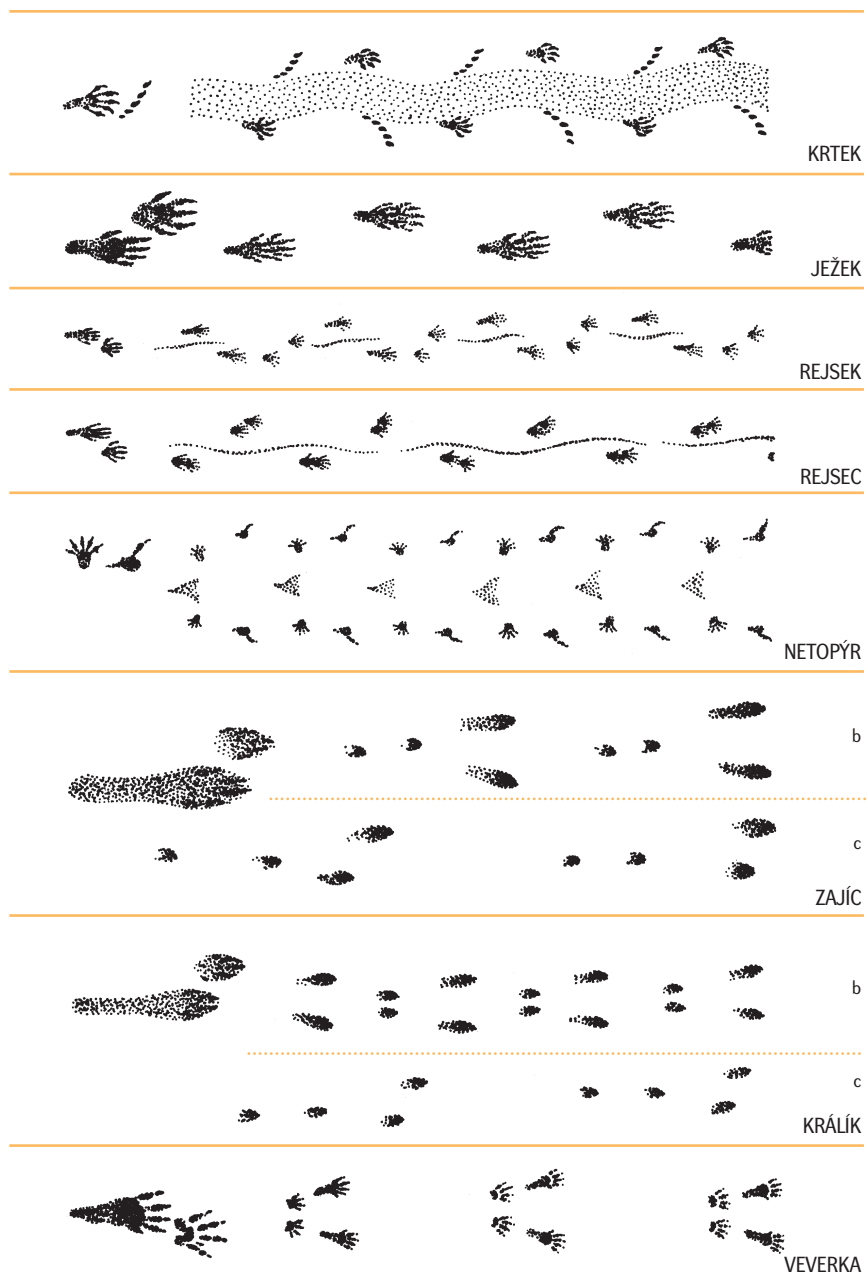 KRTEK
JEŽEK
REJSEK
REJSEC
NETOPÝR
b
c
ZAJÍC
b
c
KRÁLÍK
VEVERKA